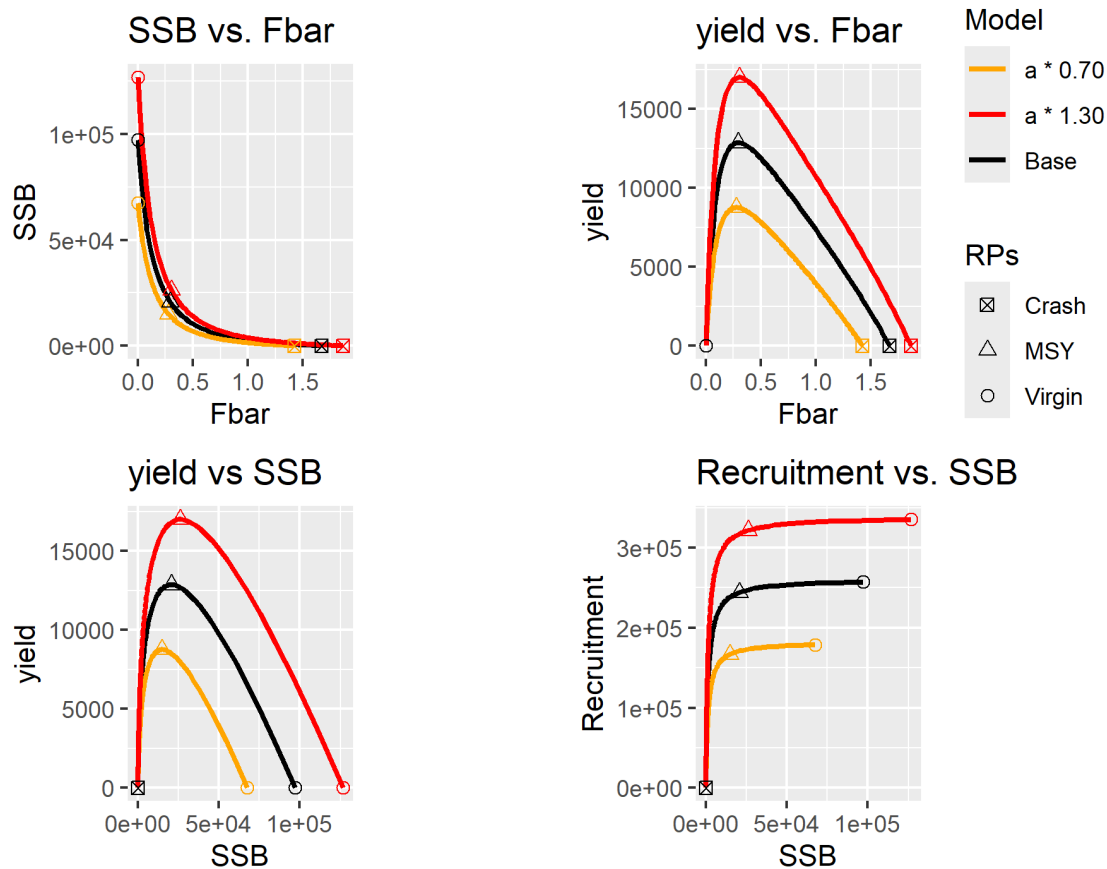 SSB vs. Fbar
1e+05
5e+04
0e+00
SSB
0.0 0.5 1.0 1.5
Fbar
yield vs. Fbar
15000
10000
5000
0
yield
0.0 0.5 1.0 1.5
Fbar
Model
a * 0.70
a * 1.30
Base
RPs
Crash
MSY
Virgin
yield vs SSB
15000
10000
5000
0
yield
0e+00 5e+04 1e+05
SSB
Recruitment vs. SSB
3e+05
2e+05
1e+05
0e+00
Recruitment
0e+00 5e+04 1e+05
SSB